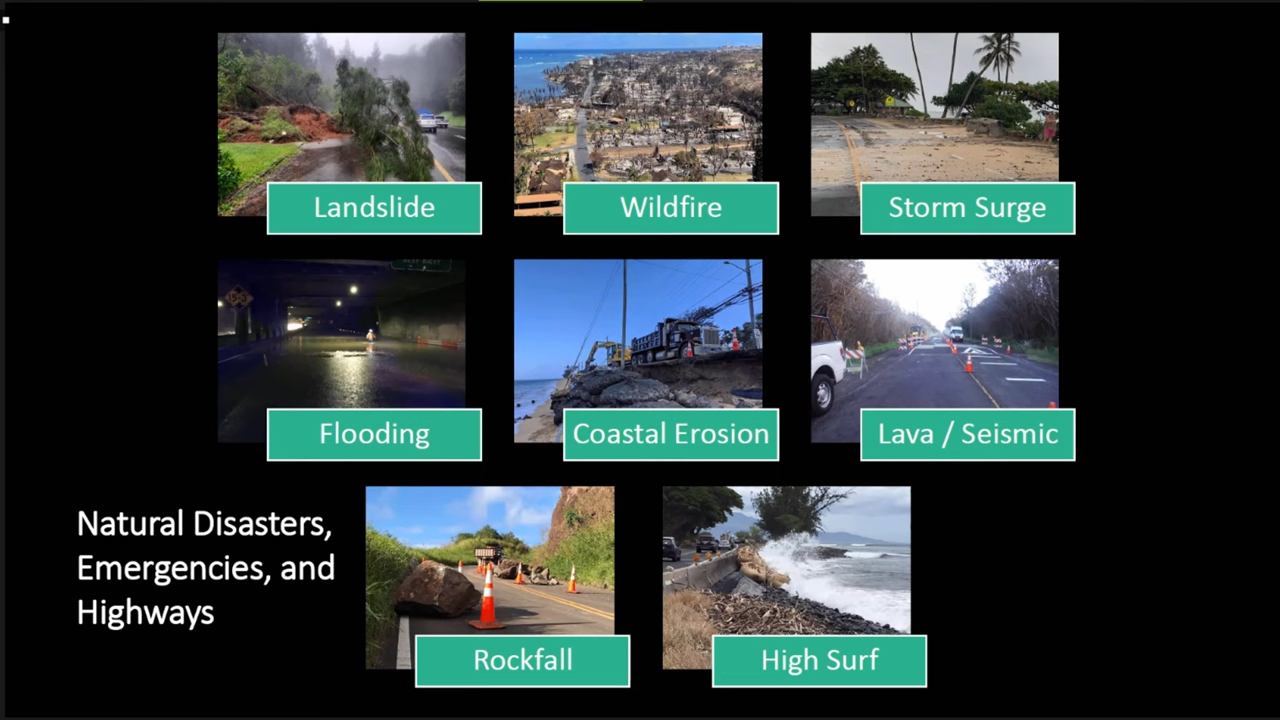 Landslide
Wildfire
Storm Surge
Flooding
Coastal Erosion
Lava / Seismic
Natural Disasters,
Emergencies, and
Highways
Rockfall
High Surf